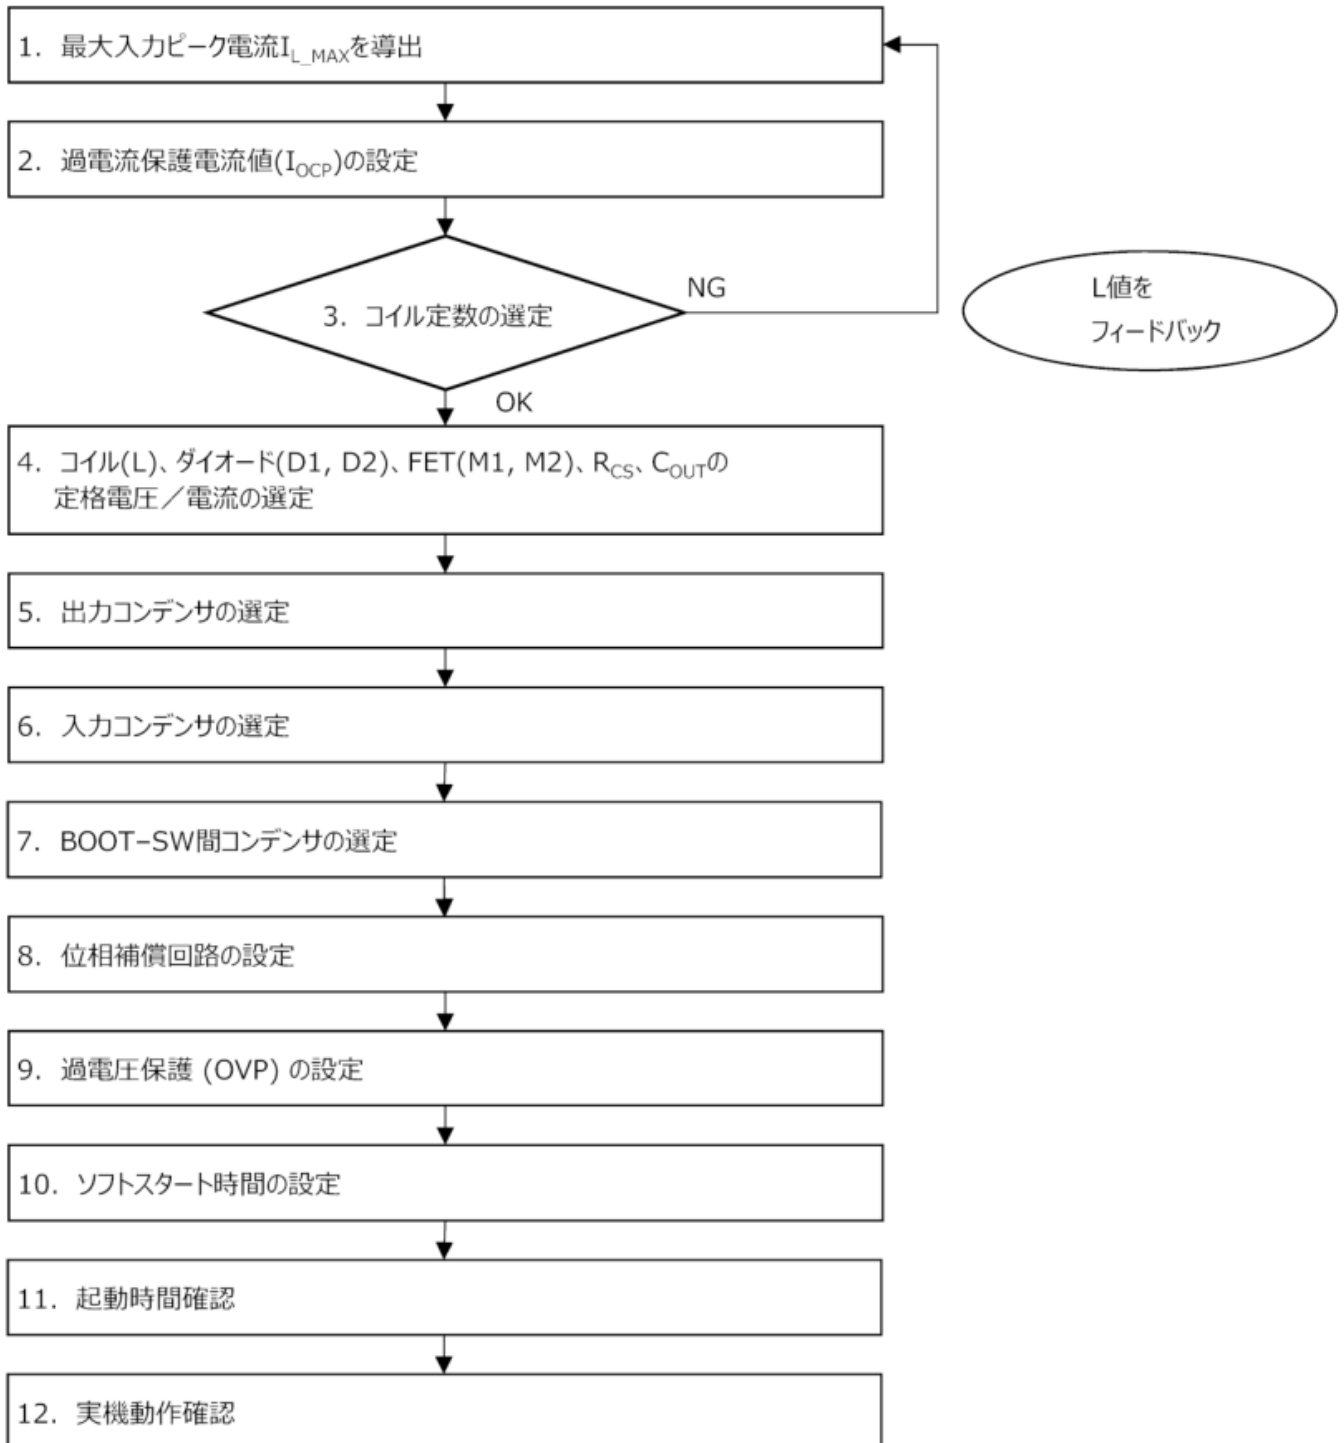 1. 最大入力ピーク電流IL_MAXを導出
2. 過電流保護電流値(IOCP)の設定
3. コイル定数の選定
NG
L値を
フィードバック
OK
4. コイル(L)、ダイオード(D1, D2)、FET(M1, M2)、RCS、COUTの
定格電圧／電流の選定
5. 出力コンデンサの選定
6. 入力コンデンサの選定
7. BOOT–SW間コンデンサの選定
8. 位相補償回路の設定
9. 過電圧保護 (OVP) の設定
10. ソフトスタート時間の設定
11. 起動時間確認
12. 実機動作確認